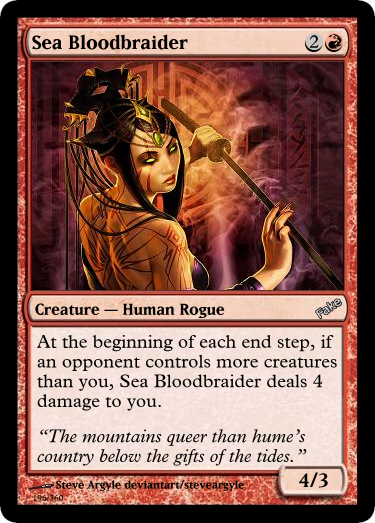 Sea Bloodbraider 2
Creature — Human Rogue Fake
At the beginning of each end step, if
an opponent controls more creatures
than you, Sea Bloodbraider deals 4
damage to you.
“The mountains queer than hume's
country below the gifts of the tides.”
Steve Argyle deviantart/steveargyle
4/3
196/360